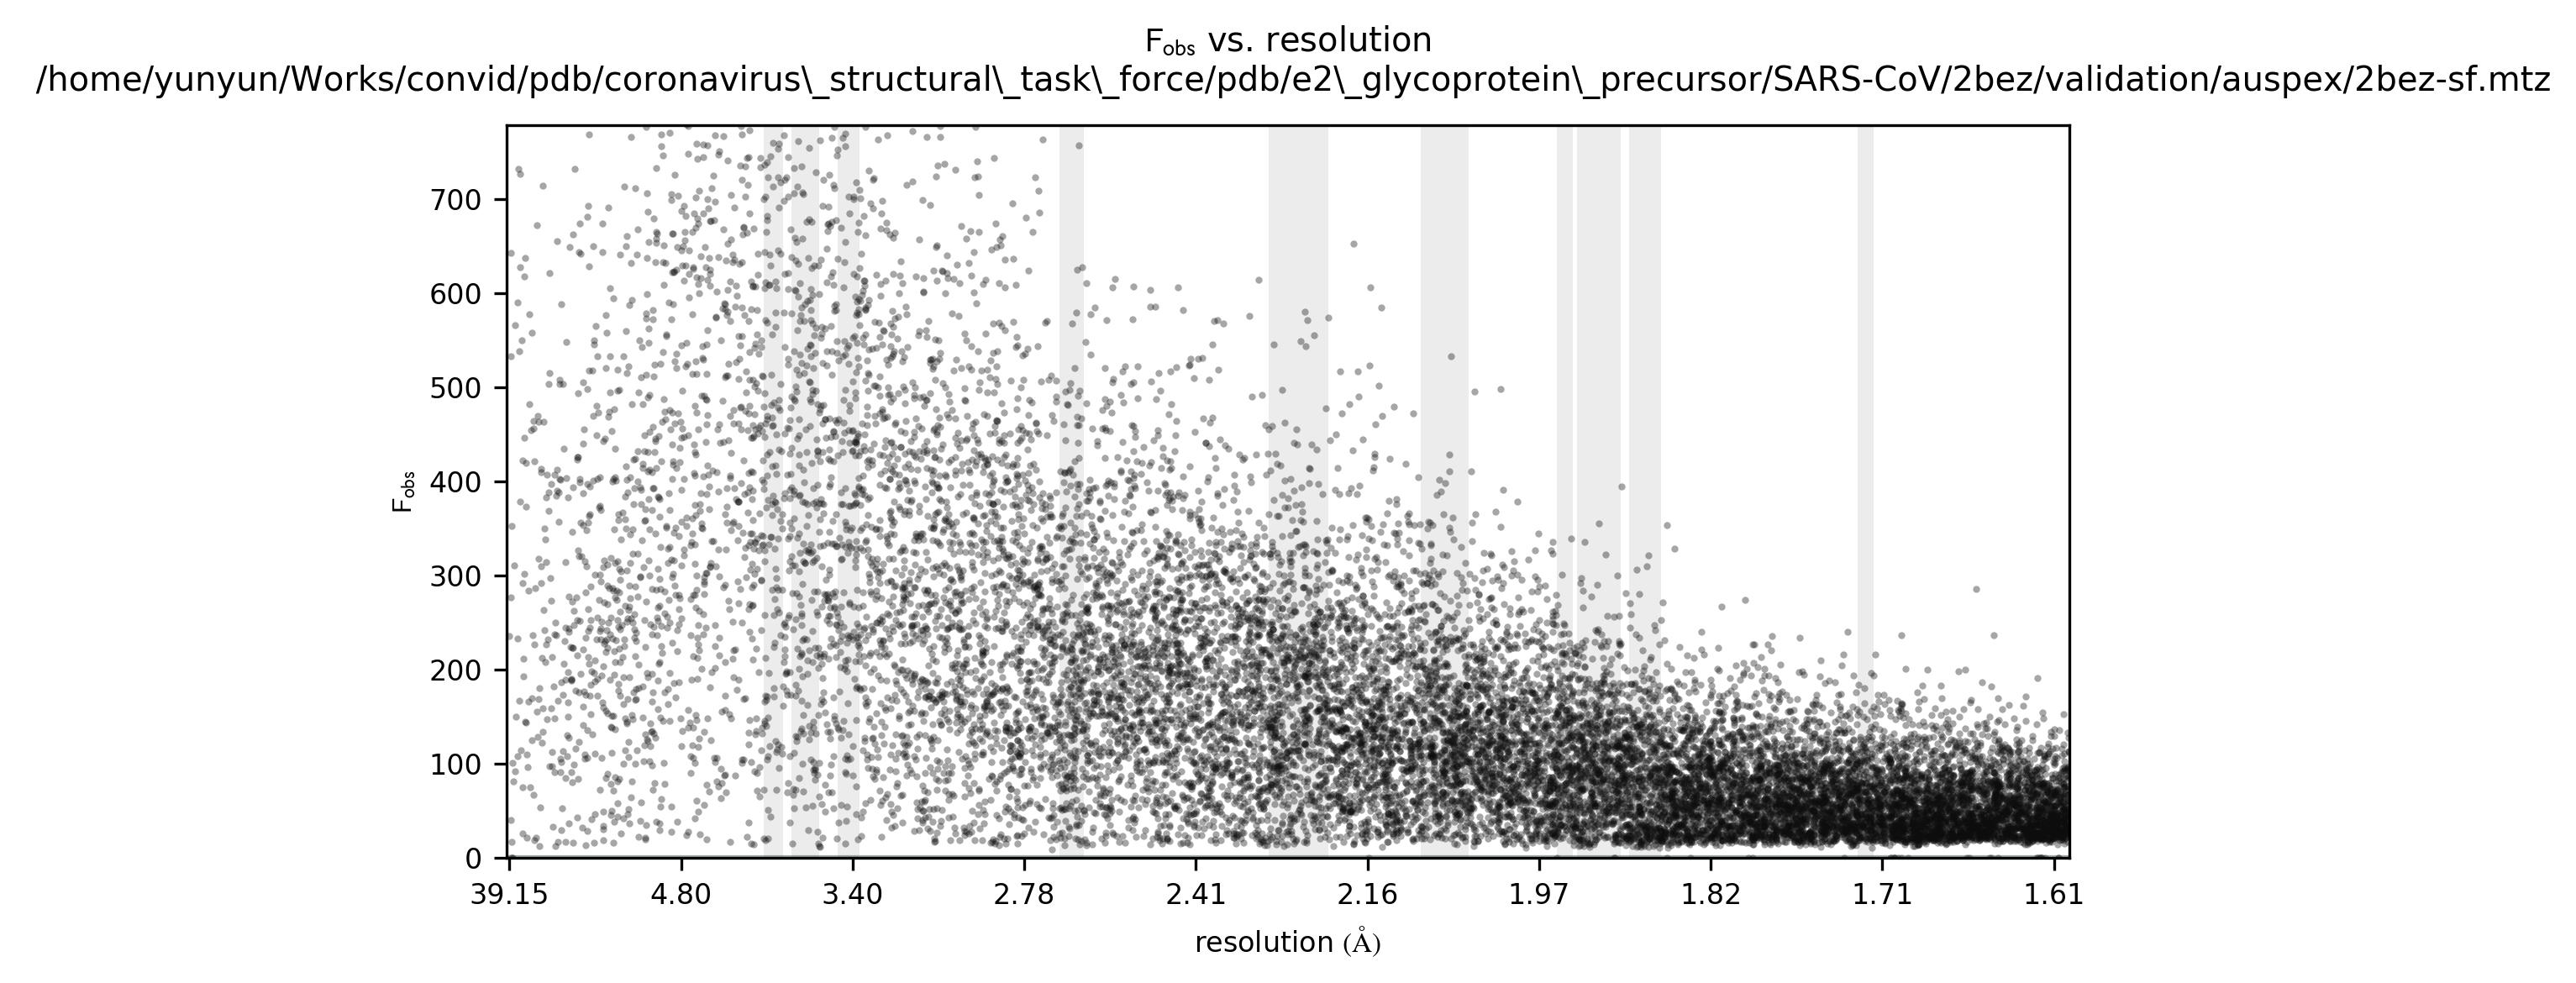 F_obs vs. resolution
/home/yunyun/Works/convid/pdb/coronavirus\_structural\_task\_force/pdb/e2\_glycoprotein\_precursor/SARS-CoV/2bez/validation/auspex/2bez-sf.mtz
F_obs
700
600
500
400
300
200
100
0
39.15 4.80 3.40 2.78 2.41 2.16 1.97 1.82 1.71 1.61
resolution (Å)